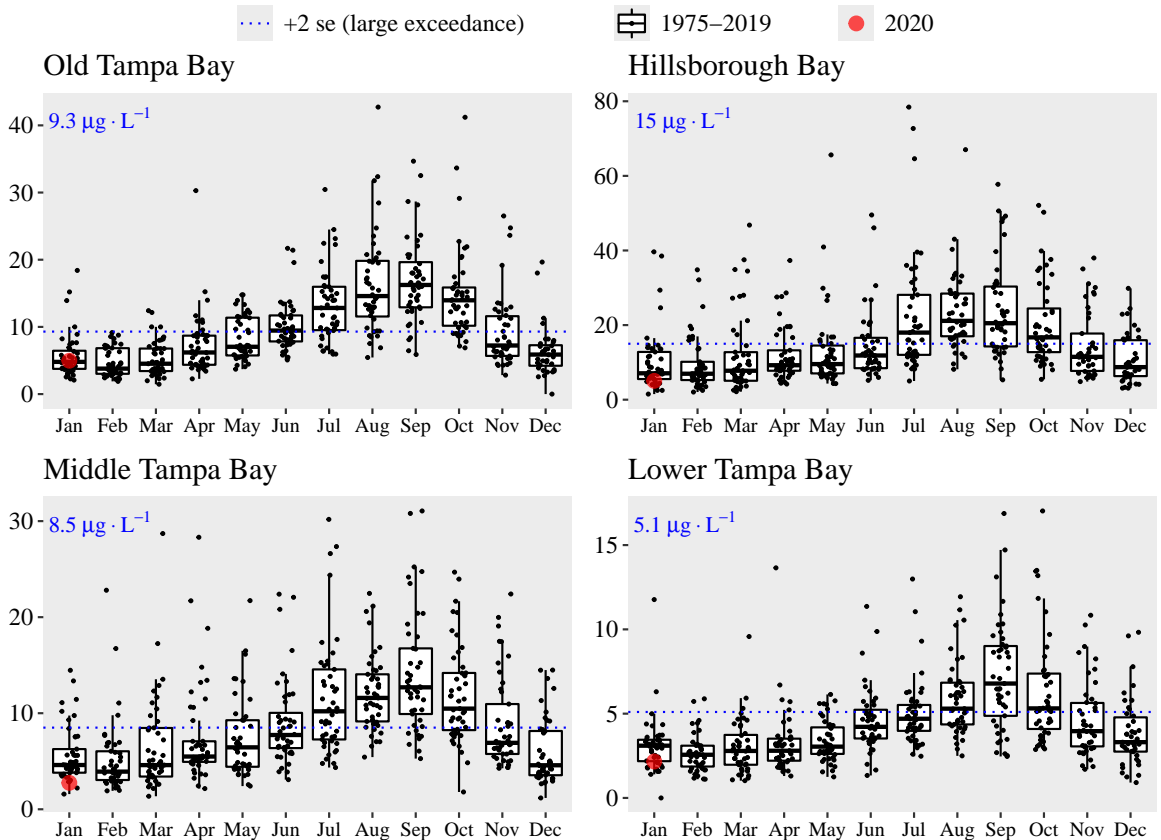 +2 se (large exceedance) 1975–2019 2020
Old Tampa Bay
9.3 μg · L⁻¹
40
30
20
10
0
Jan Feb Mar Apr May Jun Jul Aug Sep Oct Nov Dec
Hillsborough Bay
15 μg · L⁻¹
80
60
40
20
0
Jan Feb Mar Apr May Jun Jul Aug Sep Oct Nov Dec
Middle Tampa Bay
8.5 μg · L⁻¹
30
20
10
0
Jan Feb Mar Apr May Jun Jul Aug Sep Oct Nov Dec
Lower Tampa Bay
5.1 μg · L⁻¹
15
10
5
0
Jan Feb Mar Apr May Jun Jul Aug Sep Oct Nov Dec